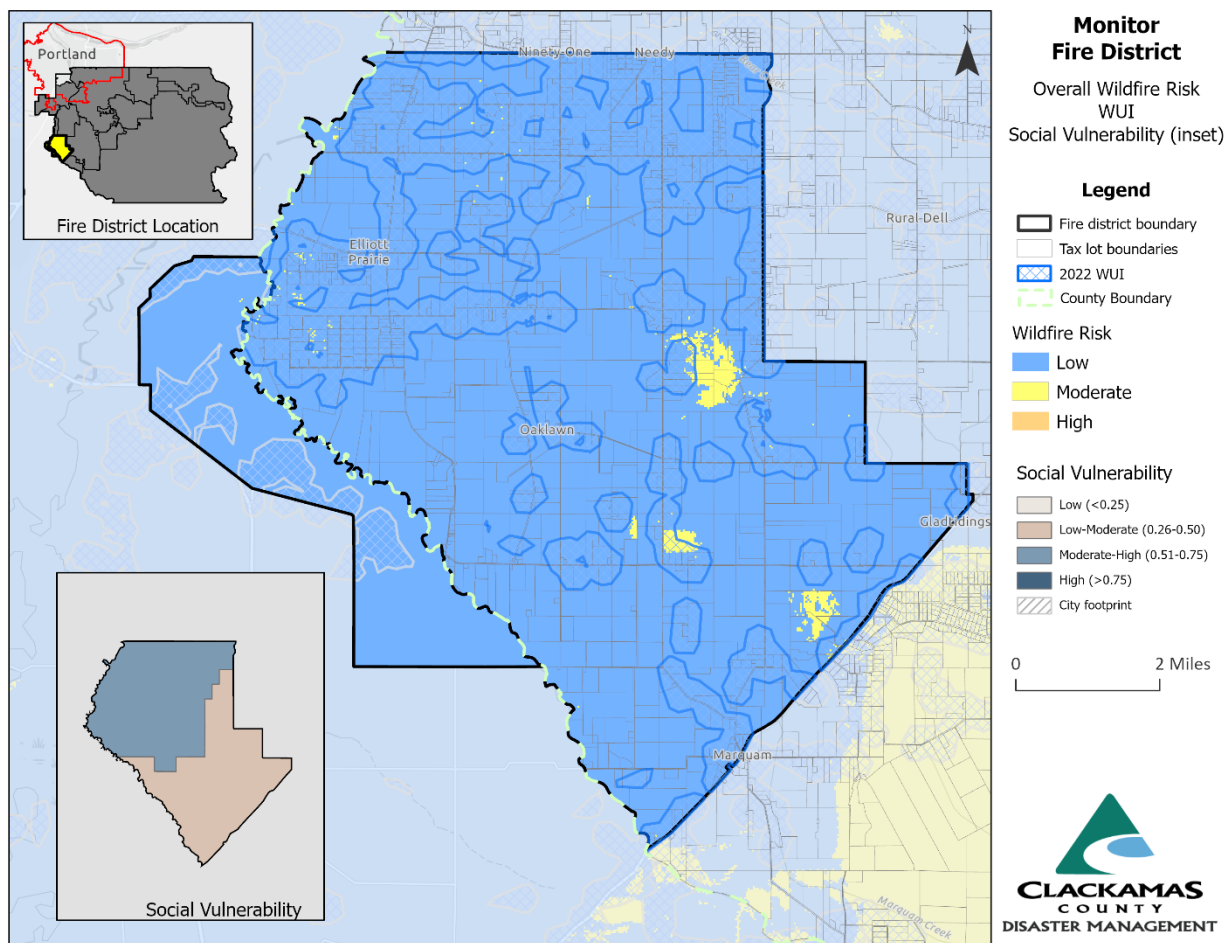 Monitor
Fire District
Overall Wildfire Risk
WUI
Social Vulnerability (inset)
Legend
Fire district boundary
Tax lot boundaries
2022 WUI
County Boundary
Wildfire Risk
Low
Moderate
High
Social Vulnerability
Low (<0.25)
Low-Moderate (0.26-0.50)
Moderate-High (0.51-0.75)
High (>0.75)
City footprint
0 2 Miles
CLACKAMAS
COUNTY
DISASTER MANAGEMENT
Portland
Fire District Location
N
Ninety-One
Needy
Rural-Dell
Elliott
Prairie
Oaklawn
Gladtidings
Marquam
Marquam Creek
Social Vulnerability